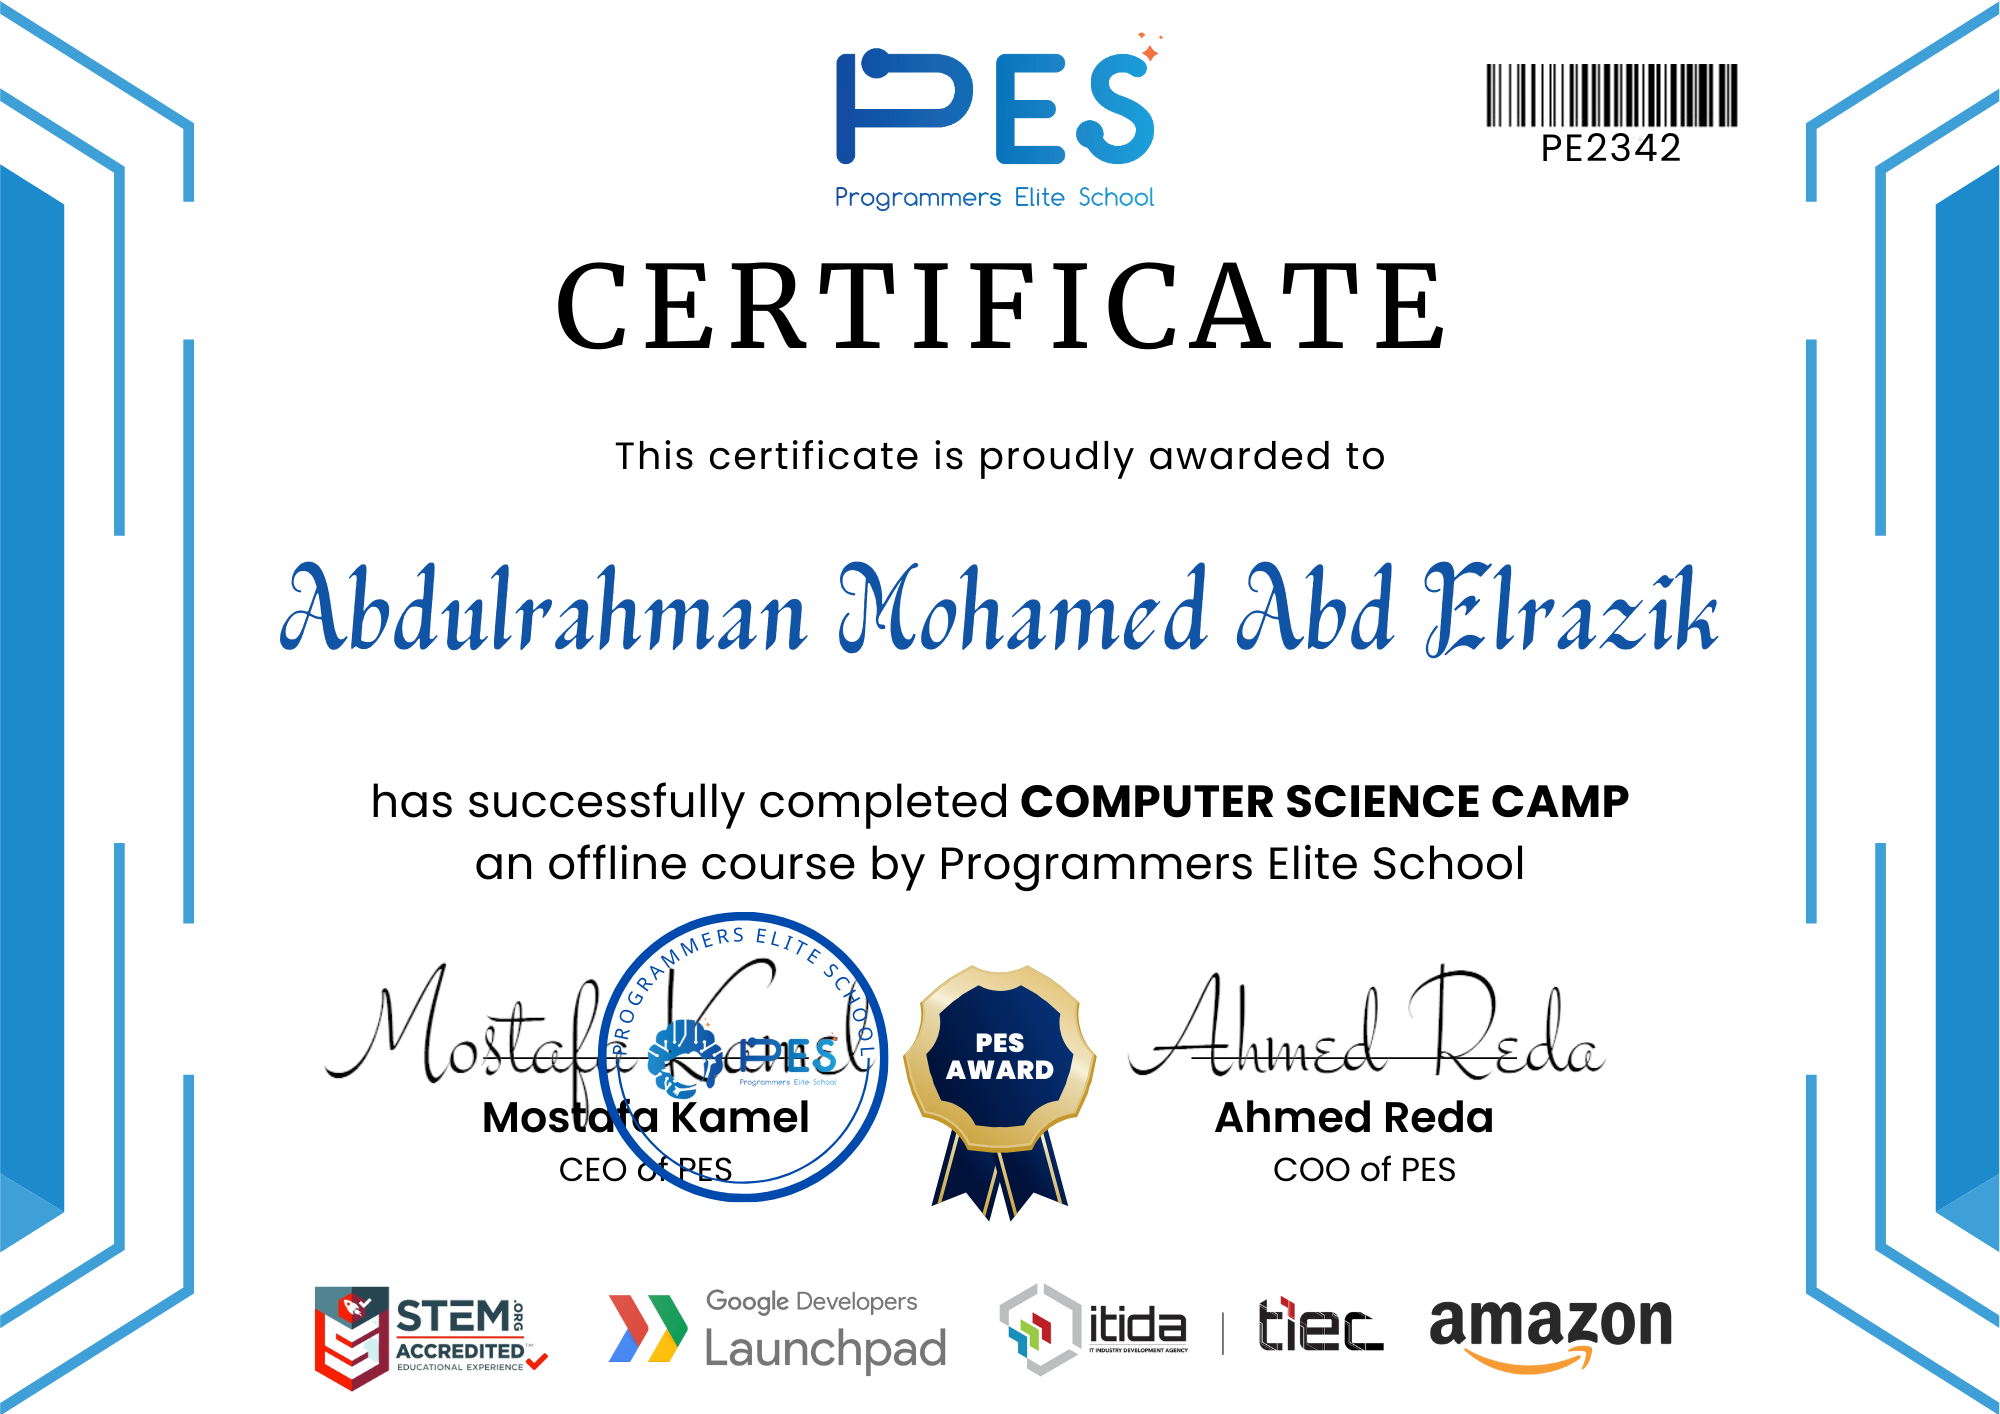 PES
Programmers Elite School
PE2342
CERTIFICATE
This certificate is proudly awarded to
Abdulrahman Mohamed Abd Elrazik
has successfully completed COMPUTER SCIENCE CAMP
an offline course by Programmers Elite School
PROGRAMMERS ELITE SCHOOL
Mostafa Kamel
PES
Programmers Elite School
PES
AWARD
Ahmed Reda
Mostafa Kamel
CEO of PES
Ahmed Reda
COO of PES
STEM.ORG
ACCREDITED™
EDUCATIONAL EXPERIENCE
Google Developers
Launchpad
itida
IT INDUSTRY DEVELOPMENT AGENCY
tiec
amazon